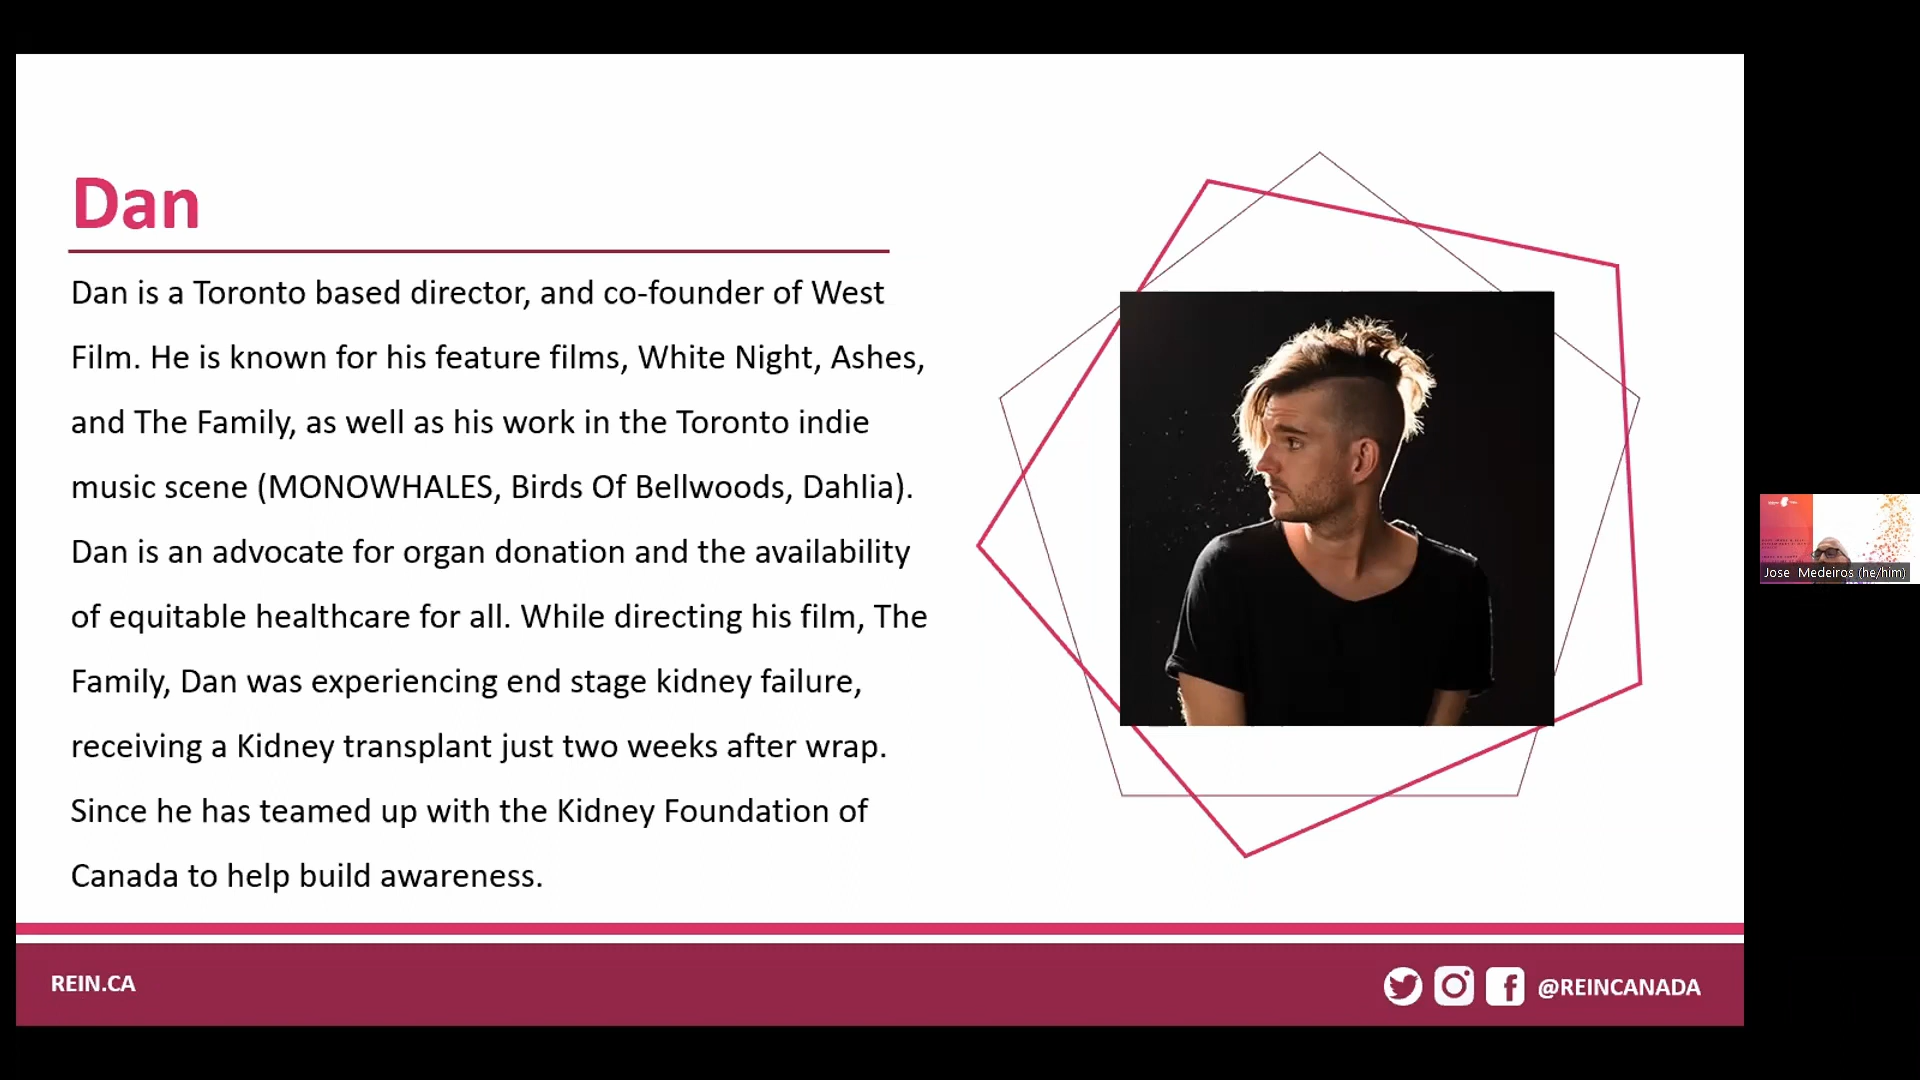 Dan
Dan is a Toronto based director, and co-founder of West
Film. He is known for his feature films, White Night, Ashes,
and The Family, as well as his work in the Toronto indie
music scene (MONOWHALES, Birds Of Bellwoods, Dahlia).
Dan is an advocate for organ donation and the availability
of equitable healthcare for all. While directing his film, The
Family, Dan was experiencing end stage kidney failure,
receiving a Kidney transplant just two weeks after wrap.
Since he has teamed up with the Kidney Foundation of
Canada to help build awareness.
Jose Medeiros (he/him)
REIN.CA
@REINCANADA